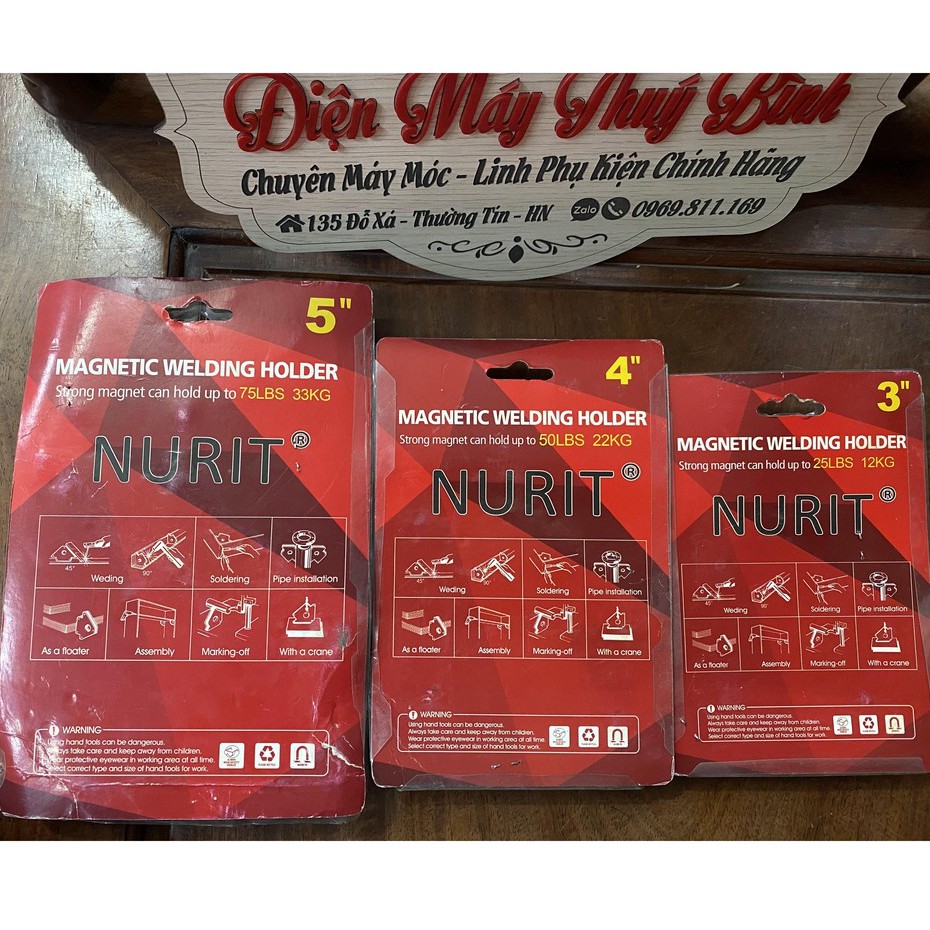 Điện Máy Thuý Bình
Chuyên Máy Móc - Linh Phụ Kiện Chính Hãng
135 Đỗ Xá - Thường Tín - HN Zalo 0969.811.169
5"
MAGNETIC WELDING HOLDER
Strong magnet can hold up to 75LBS 33KG
NURIT®
45° Weding 90°
Soldering
Pipe installation
As a floater
Assembly
Marking-off
With a crane
WARNING
Using hand tools can be dangerous.
Always take care and keep away from children.
Wear protective eyewear in working area at all time.
Select correct type and size of hand tools for work.
4"
MAGNETIC WELDING HOLDER
Strong magnet can hold up to 50LBS 22KG
NURIT®
45° Weding 90°
Soldering
Pipe installation
As a floater
Assembly
Marking-off
With a crane
WARNING
Using hand tools can be dangerous.
Always take care and keep away from children.
Wear protective eyewear in working area at all time.
Select correct type and size of hand tools for work.
3"
MAGNETIC WELDING HOLDER
Strong magnet can hold up to 25LBS 12KG
NURIT®
45° Weding 90°
Soldering
Pipe installation
As a floater
Assembly
Marking-off
With a crane
WARNING
Using hand tools can be dangerous.
Always take care and keep away from children.
Wear protective eyewear in working area at all time.
Select correct type and size of hand tools for work.